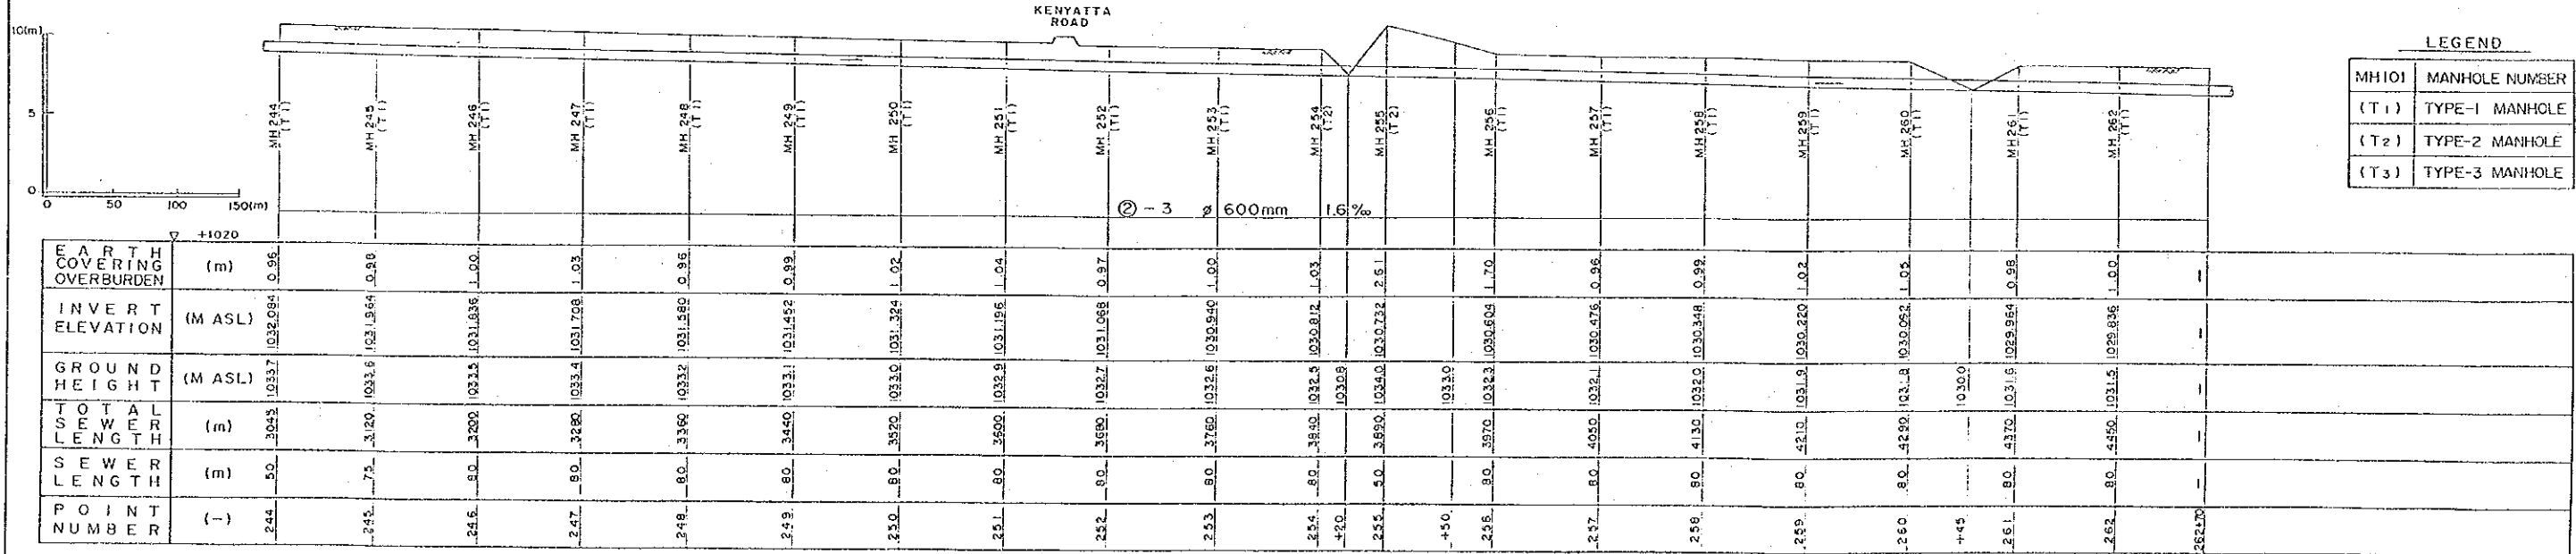 KENYATTA
ROAD
10(m)
5
0
0 50 100 150(m)
MH 244 (T1)
MH 245 (T1)
MH 246 (T1)
MH 247 (T1)
MH 248 (T1)
MH 249 (T1)
MH 250 (T1)
MH 251 (T1)
MH 252 (T1)
MH 253 (T1)
MH 254 (T2)
MH 255 (T2)
MH 256 (T1)
MH 257 (T1)
MH 258 (T1)
MH 259 (T1)
MH 260 (T1)
MH 261 (T1)
MH 262 (T1)
LEGEND
MH101 MANHOLE NUMBER
(T1) TYPE-1 MANHOLE
(T2) TYPE-2 MANHOLE
(T3) TYPE-3 MANHOLE
②-3 ø 600mm 1.6 ‰
▽ +1020
EARTH COVERING OVERBURDEN (m) 0.96 0.98 1.00 1.03 0.96 0.99 1.02 1.04 0.97 1.00 1.03 2.61 1.70 0.96 0.99 1.02 1.05 0.98 1.00 -
INVERT ELEVATION (M ASL) 1032.084 1031.964 1031.836 1031.708 1031.580 1031.452 1031.324 1031.196 1031.068 1030.940 1030.812 1030.732 1030.604 1030.476 1030.348 1030.220 1030.092 1029.964 1029.836 -
GROUND HEIGHT (M ASL) 1033.7 1033.6 1033.5 1033.4 1033.2 1033.1 1033.0 1032.9 1032.7 1032.6 1032.5 1030.8 1034.0 1033.0 1032.3 1032.1 1032.0 1031.9 1031.8 1030.0 1031.6 1031.5 -
TOTAL SEWER LENGTH (m) 3045 3120 3200 3280 3360 3440 3520 3600 3680 3760 3840 3890 3970 4050 4130 4210 4290 4370 4450 -
SEWER LENGTH (m) 50 75 80 80 80 80 80 80 80 80 80 50 80 80 80 80 80 80 80 -
POINT NUMBER (-) 244 245 246 247 248 249 250 251 252 253 254 +20 255 +50 256 257 258 259 260 +45 261 262 262+70